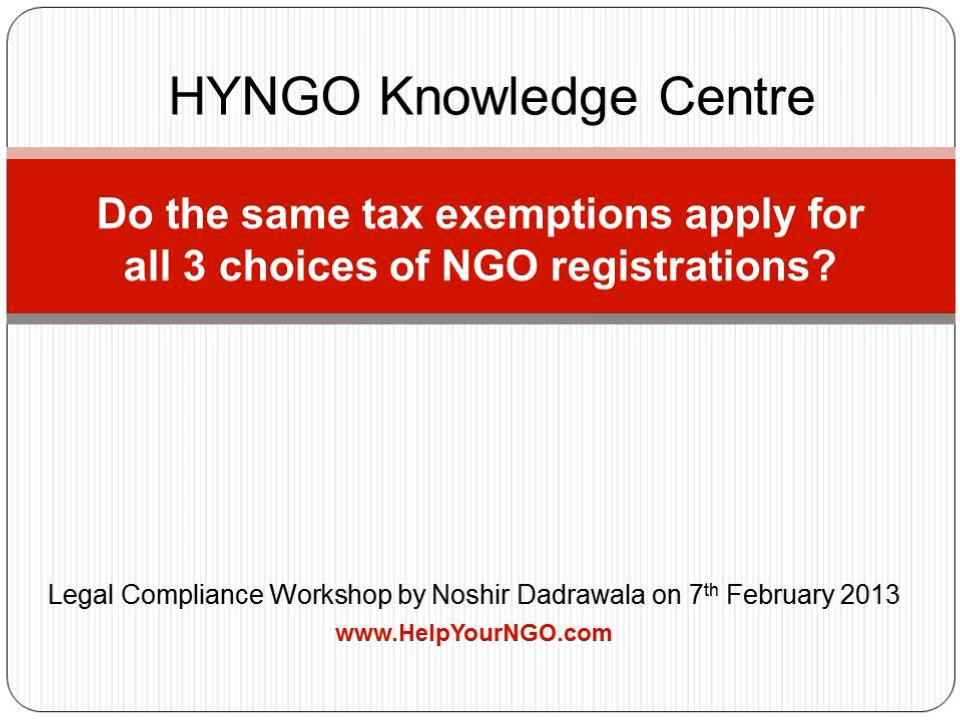 HYNGO Knowledge Centre
Do the same tax exemptions apply for
all 3 choices of NGO registrations?
Legal Compliance Workshop by Noshir Dadrawala on 7th February 2013
www.HelpYourNGO.com